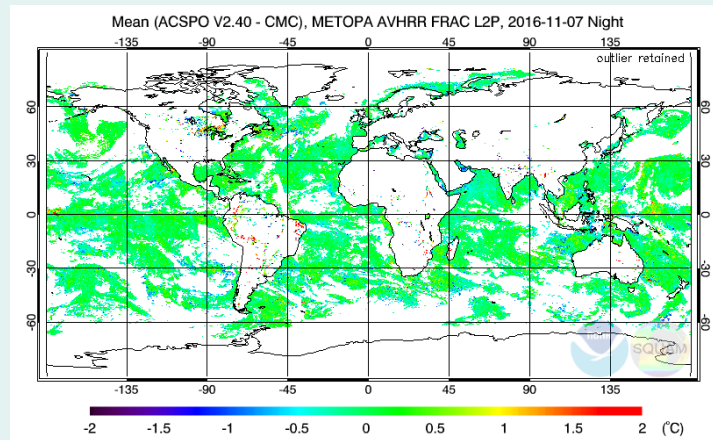 Mean (ACSPO V2.40 - CMC), METOPA AVHRR FRAC L2P, 2016-11-07 Night
-135 -90 -45 0 45 90 135
outlier retained
60 60
30 30
0 0
-30 -30
-60 -60
SQUAM
-135 -90 -45 0 45 90 135
-2 -1.5 -1 -0.5 0 0.5 1 1.5 2 (°C)